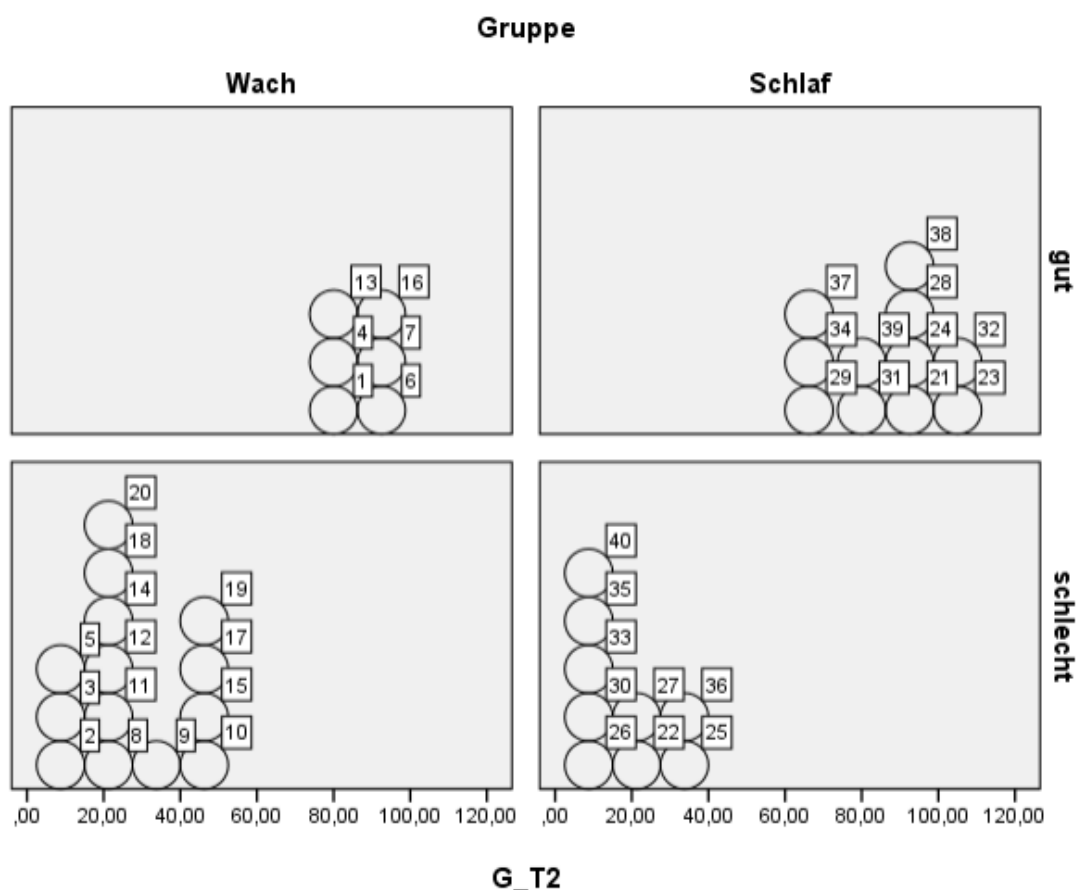 Gruppe
Wach Schlaf
38
13 16 37 28
4 7 34 39 24 32
1 6 29 31 21 23
gut
20
18 40
14 19 35
5 12 17 33
3 11 15 30 27 36
2 8 9 10 26 22 25
schlecht
,00 20,00 40,00 60,00 80,00 100,00 120,00 ,00 20,00 40,00 60,00 80,00 100,00 120,00
G_T2